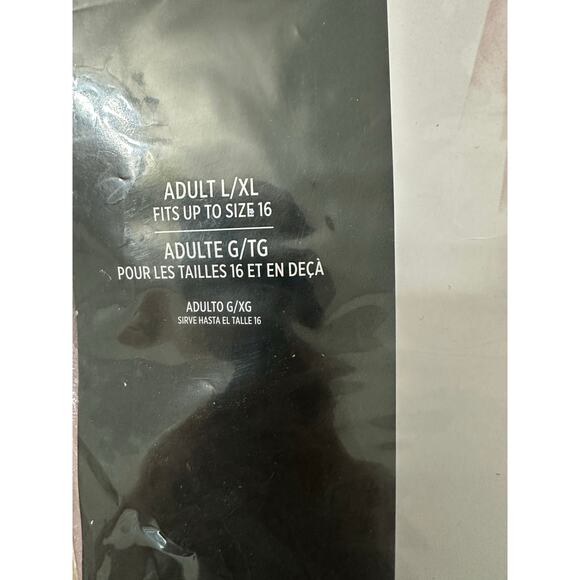 ADULT L/XL
FITS UP TO SIZE 16
ADULTE G/TG
POUR LES TAILLES 16 ET EN DEÇÀ
ADULTO G/XG
SIRVE HASTA EL TALLE 16